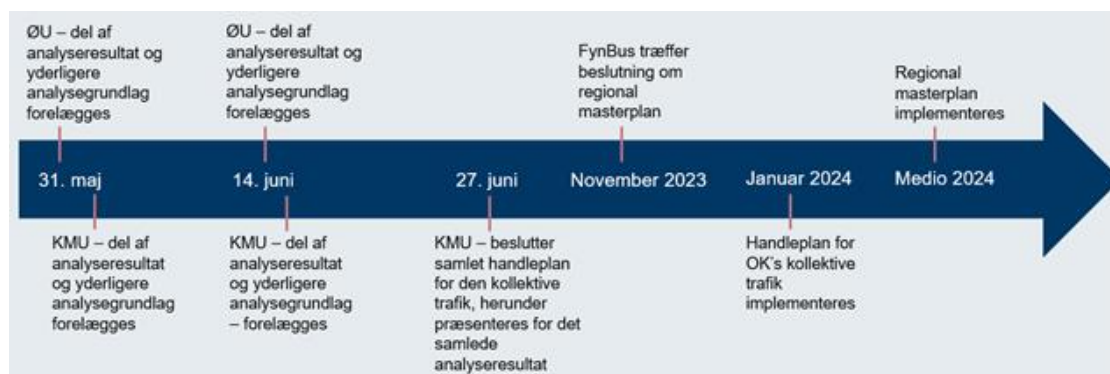 ØU – del af
analyseresultat og
yderligere
analysegrundlag
forelægges
ØU – del af
analyseresultat og
yderligere
analysegrundlag
forelægges
FynBus træffer
beslutning om
regional
masterplan
Regional
masterplan
implementeres
31. maj
14. juni
27. juni
November 2023
Januar 2024
Medio 2024
KMU – del af
analyseresultat
og yderligere
analysegrundlag
forelægges
KMU – del af
analyseresultat
og yderligere
analysegrundlag
– forelægges
KMU – beslutter
samlet handleplan
for den kollektive
trafik, herunder
præsenteres for det
samlede
analyseresultat
Handleplan for
OK's kollektive
trafik
implementeres